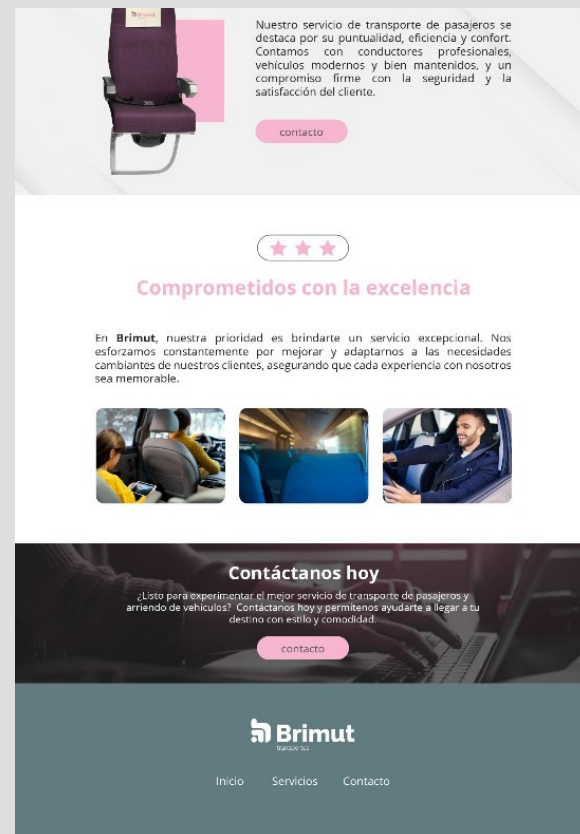 Brimut
Nuestro servicio de transporte de pasajeros se
destaca por su puntualidad, eficiencia y confort.
Contamos con conductores profesionales,
vehículos modernos y bien mantenidos, y un
compromiso firme con la seguridad y la
satisfacción del cliente.
contacto
Comprometidos con la excelencia
En Brimut, nuestra prioridad es brindarte un servicio excepcional. Nos
esforzamos constantemente por mejorar y adaptarnos a las necesidades
cambiantes de nuestros clientes, asegurando que cada experiencia con nosotros
sea memorable.
Contáctanos hoy
¿Listo para experimentar el mejor servicio de transporte de pasajeros y
arriendo de vehículos? Contáctanos hoy y permítenos ayudarte a llegar a tu
destino con estilo y comodidad.
contacto
Brimut
transportes
Inicio Servicios Contacto